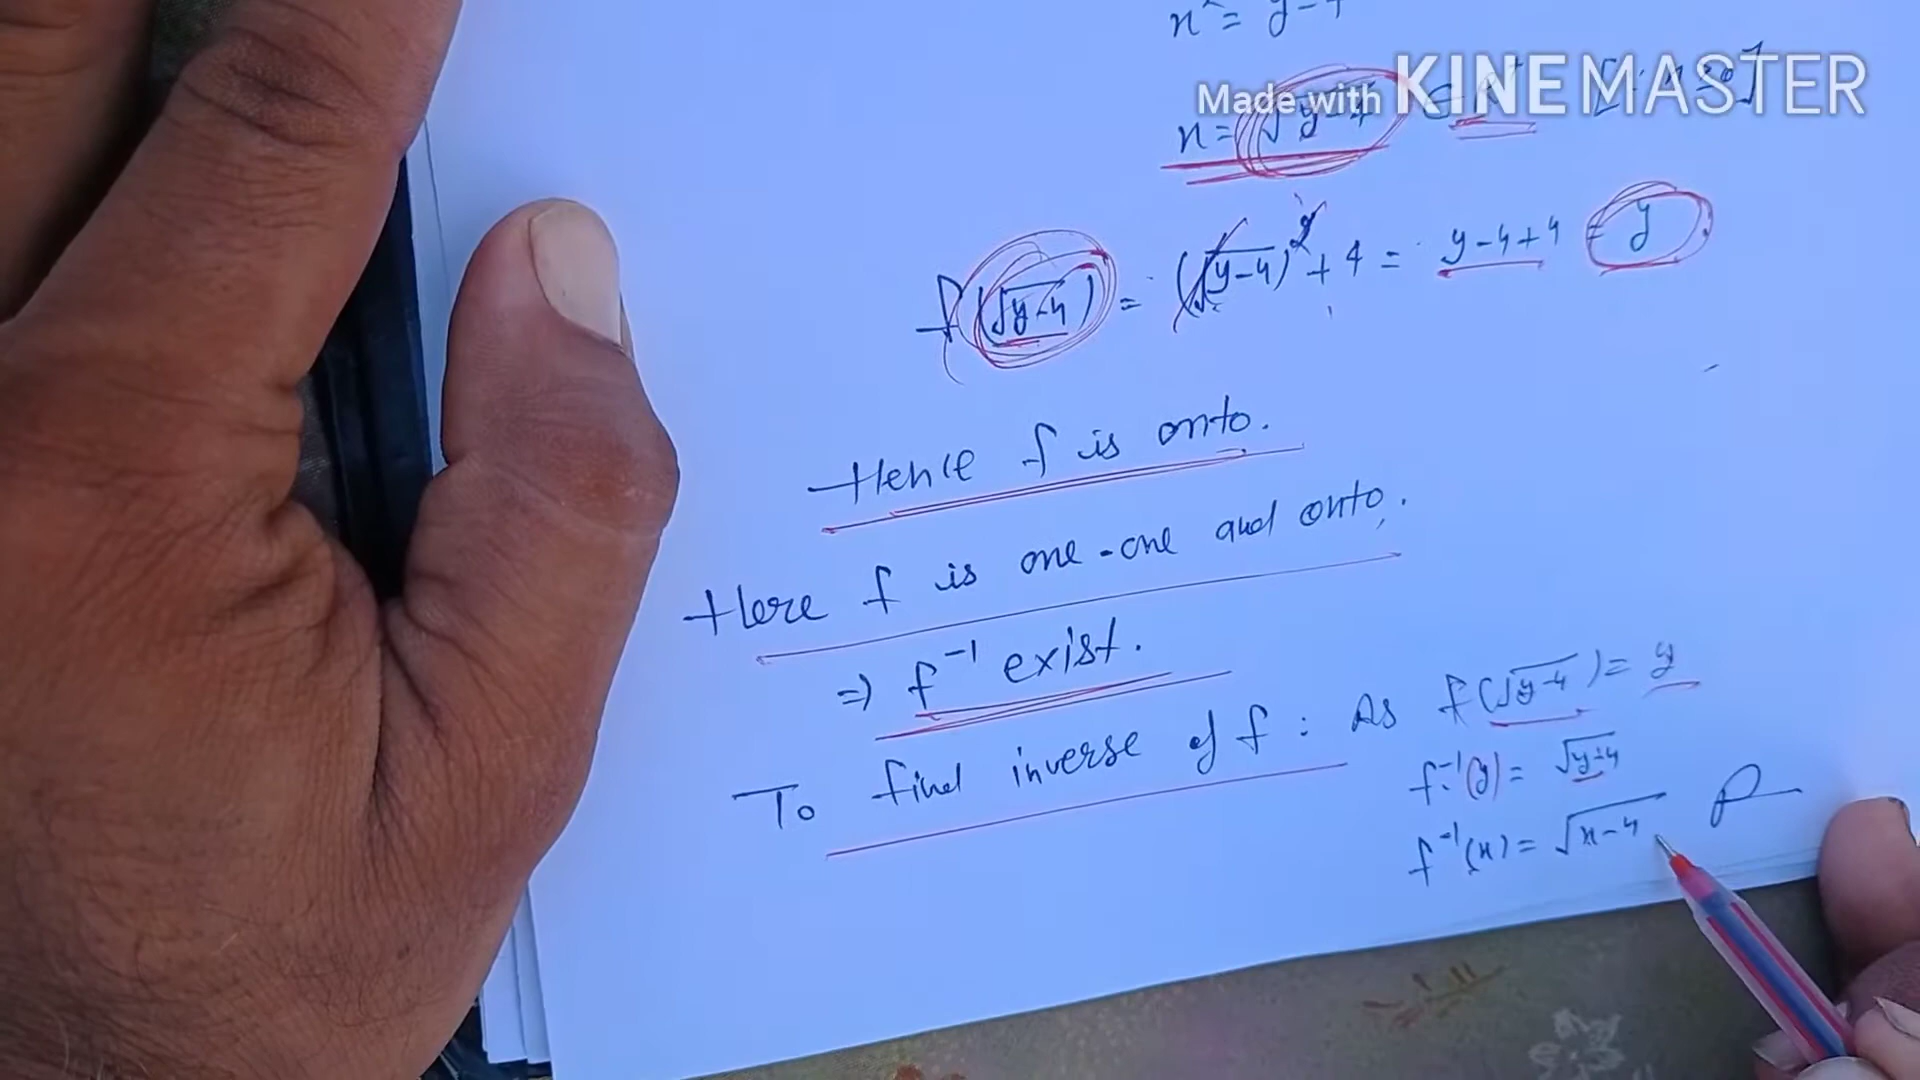 x² = y - 4
Made with KINEMASTER
x = √y-4 ∈ R⁺ [∵ x ≥ 0]
f(√y-4) = (√y-4)² + 4 = y-4+4 = y
Hence f is onto.
Here f is one-one and onto.
⇒ f⁻¹ exist.
To find inverse of f : As f(√y-4) = y
f⁻¹(y) = √y-4
f⁻¹(x) = √x-4